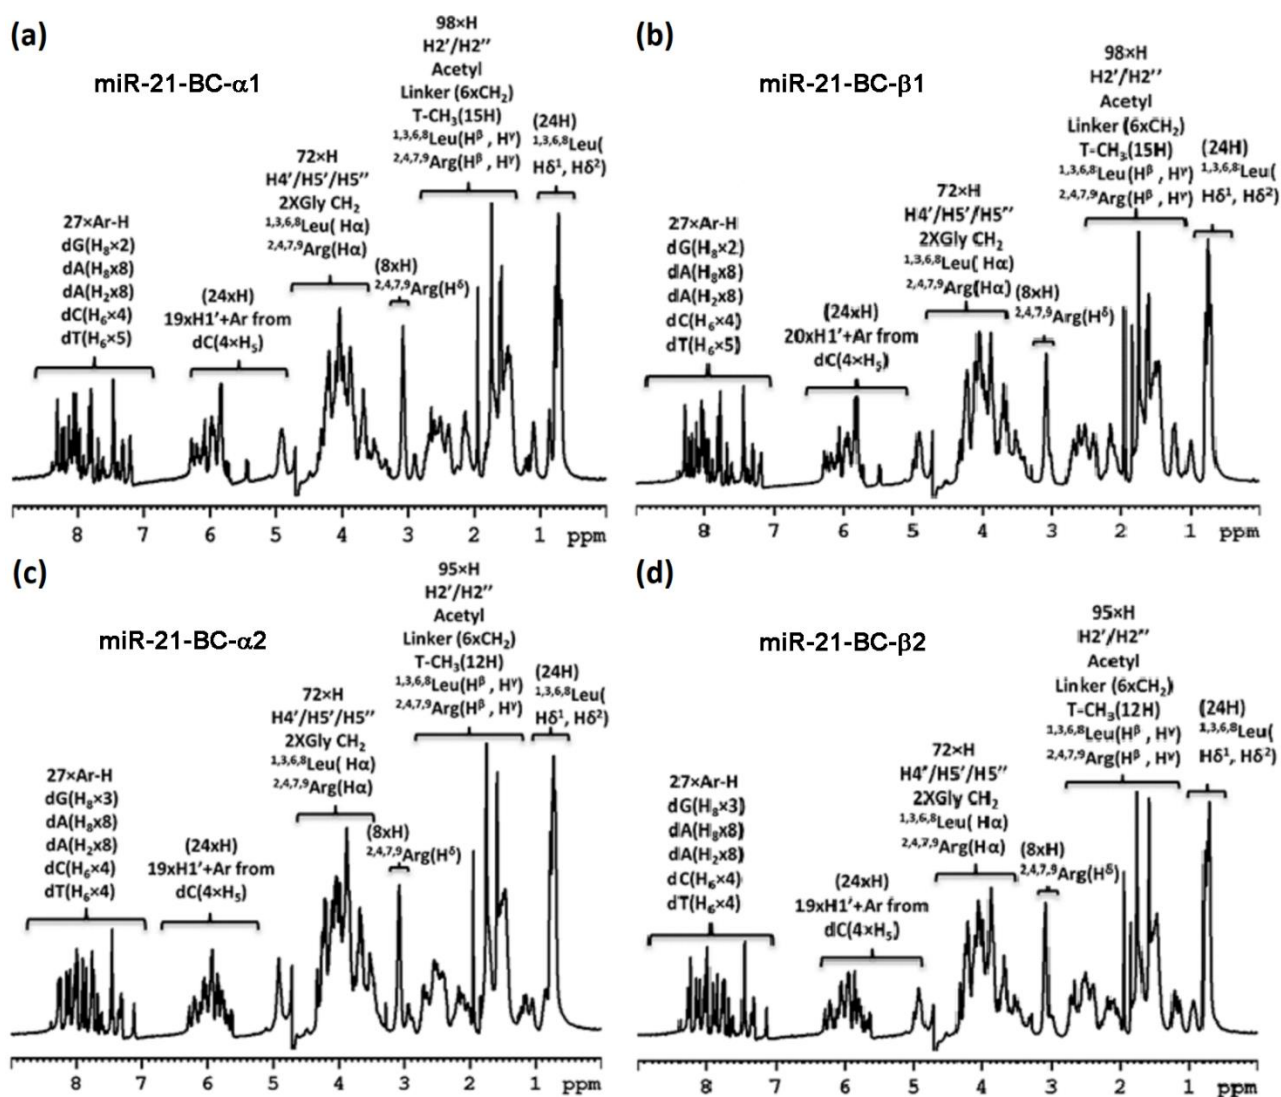 (a)
miR-21-BC-α1
98×H
H2′/H2″
Acetyl
Linker (6xCH₂)
T-CH₃(15H)
¹,³,⁶,⁸Leu(Hᵝ , Hᵞ)
²,⁴,⁷,⁹Arg(Hᵝ , Hᵞ)
(24H)
¹,³,⁶,⁸Leu(
Hδ¹, Hδ²)
72×H
H4′/H5′/H5″
2XGly CH₂
¹,³,⁶,⁸Leu( Hα)
²,⁴,⁷,⁹Arg(Hα)
(8xH)
²,⁴,⁷,⁹Arg(Hᵟ)
27×Ar-H
dG(H₈×2)
dA(H₈x8)
dA(H₂x8)
dC(H₆×4)
dT(H₆×5)
(24xH)
19xH1′+Ar from
dC(4×H₅)
8 7 6 5 4 3 2 1 ppm
(b)
miR-21-BC-β1
98×H
H2′/H2″
Acetyl
Linker (6xCH₂)
T-CH₃(15H)
¹,³,⁶,⁸Leu(Hᵝ , Hᵞ)
²,⁴,⁷,⁹Arg(Hᵝ , Hᵞ)
(24H)
¹,³,⁶,⁸Leu(
Hδ¹, Hδ²)
72×H
H4′/H5′/H5″
2XGly CH₂
¹,³,⁶,⁸Leu( Hα)
²,⁴,⁷,⁹Arg(Hα)
(8xH)
²,⁴,⁷,⁹Arg(Hᵟ)
27×Ar-H
dG(H₈×2)
dA(H₈x8)
dA(H₂x8)
dC(H₆×4)
dT(H₆×5)
(24xH)
20xH1′+Ar from
dC(4×H₅)
8 7 6 5 4 3 2 1 ppm
(c)
miR-21-BC-α2
95×H
H2′/H2″
Acetyl
Linker (6xCH₂)
T-CH₃(12H)
¹,³,⁶,⁸Leu(Hᵝ , Hᵞ)
²,⁴,⁷,⁹Arg(Hᵝ , Hᵞ)
(24H)
¹,³,⁶,⁸Leu(
Hδ¹, Hδ²)
72×H
H4′/H5′/H5″
2XGly CH₂
¹,³,⁶,⁸Leu( Hα)
²,⁴,⁷,⁹Arg(Hα)
(8xH)
²,⁴,⁷,⁹Arg(Hᵟ)
27×Ar-H
dG(H₈×3)
dA(H₈x8)
dA(H₂x8)
dC(H₆×4)
dT(H₆×4)
(24xH)
19xH1′+Ar from
dC(4×H₅)
8 7 6 5 4 3 2 1 ppm
(d)
miR-21-BC-β2
95×H
H2′/H2″
Acetyl
Linker (6xCH₂)
T-CH₃(12H)
¹,³,⁶,⁸Leu(Hᵝ , Hᵞ)
²,⁴,⁷,⁹Arg(Hᵝ , Hᵞ)
(24H)
¹,³,⁶,⁸Leu(
Hδ¹, Hδ²)
72×H
H4′/H5′/H5″
2XGly CH₂
¹,³,⁶,⁸Leu( Hα)
²,⁴,⁷,⁹Arg(Hα)
(8xH)
²,⁴,⁷,⁹Arg(Hᵟ)
27×Ar-H
dG(H₈×3)
dA(H₈x8)
dA(H₂x8)
dC(H₆×4)
dT(H₆×4)
(24xH)
19xH1′+Ar from
dC(4×H₅)
8 7 6 5 4 3 2 1 ppm